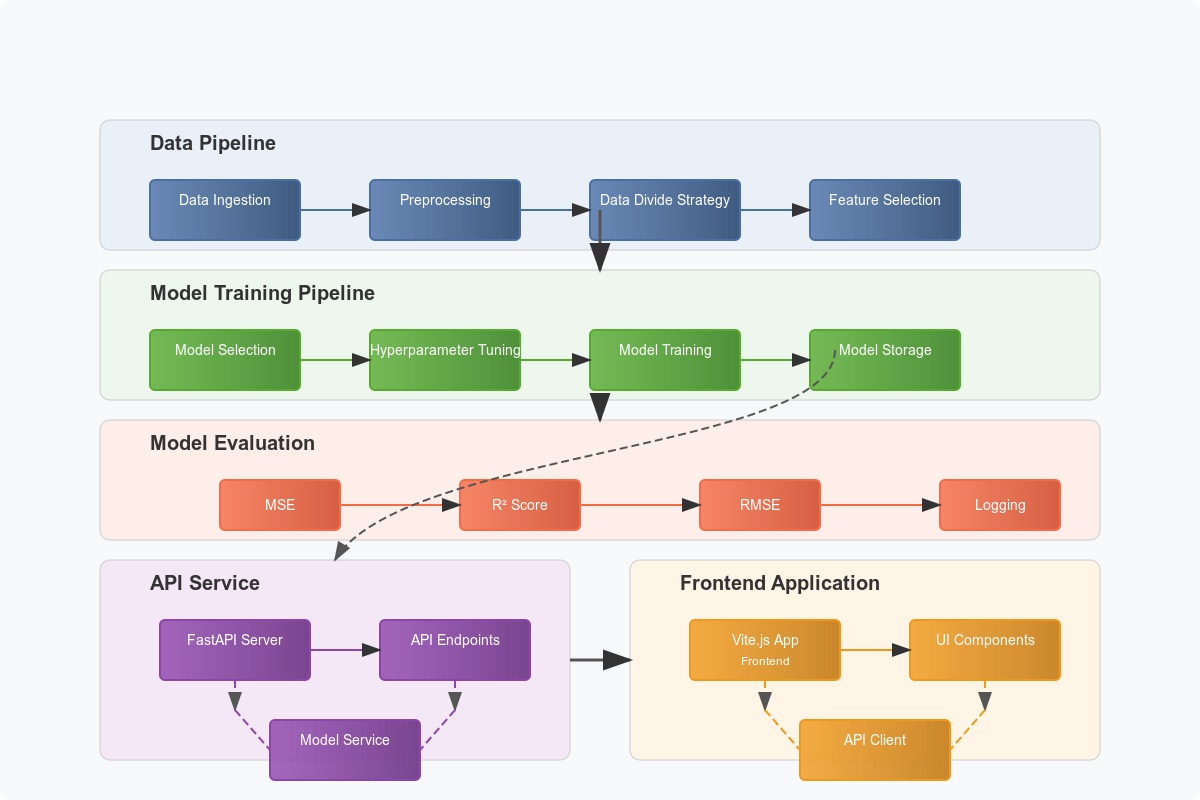 Data Pipeline
Data Ingestion
Preprocessing
Data Divide Strategy
Feature Selection
Model Training Pipeline
Model Selection
Hyperparameter Tuning
Model Training
Model Storage
Model Evaluation
MSE
R² Score
RMSE
Logging
API Service
FastAPI Server
API Endpoints
Model Service
Frontend Application
Vite.js App
Frontend
UI Components
API Client